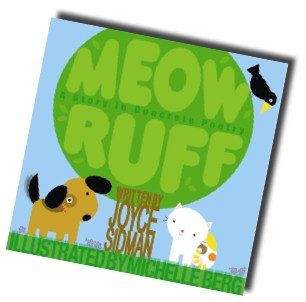 MEOW
A Story in Concrete Poetry
RUFF
WRITTEN BY
JOYCE
SIDMAN
ILLUSTRATED BY MICHELLE BERG